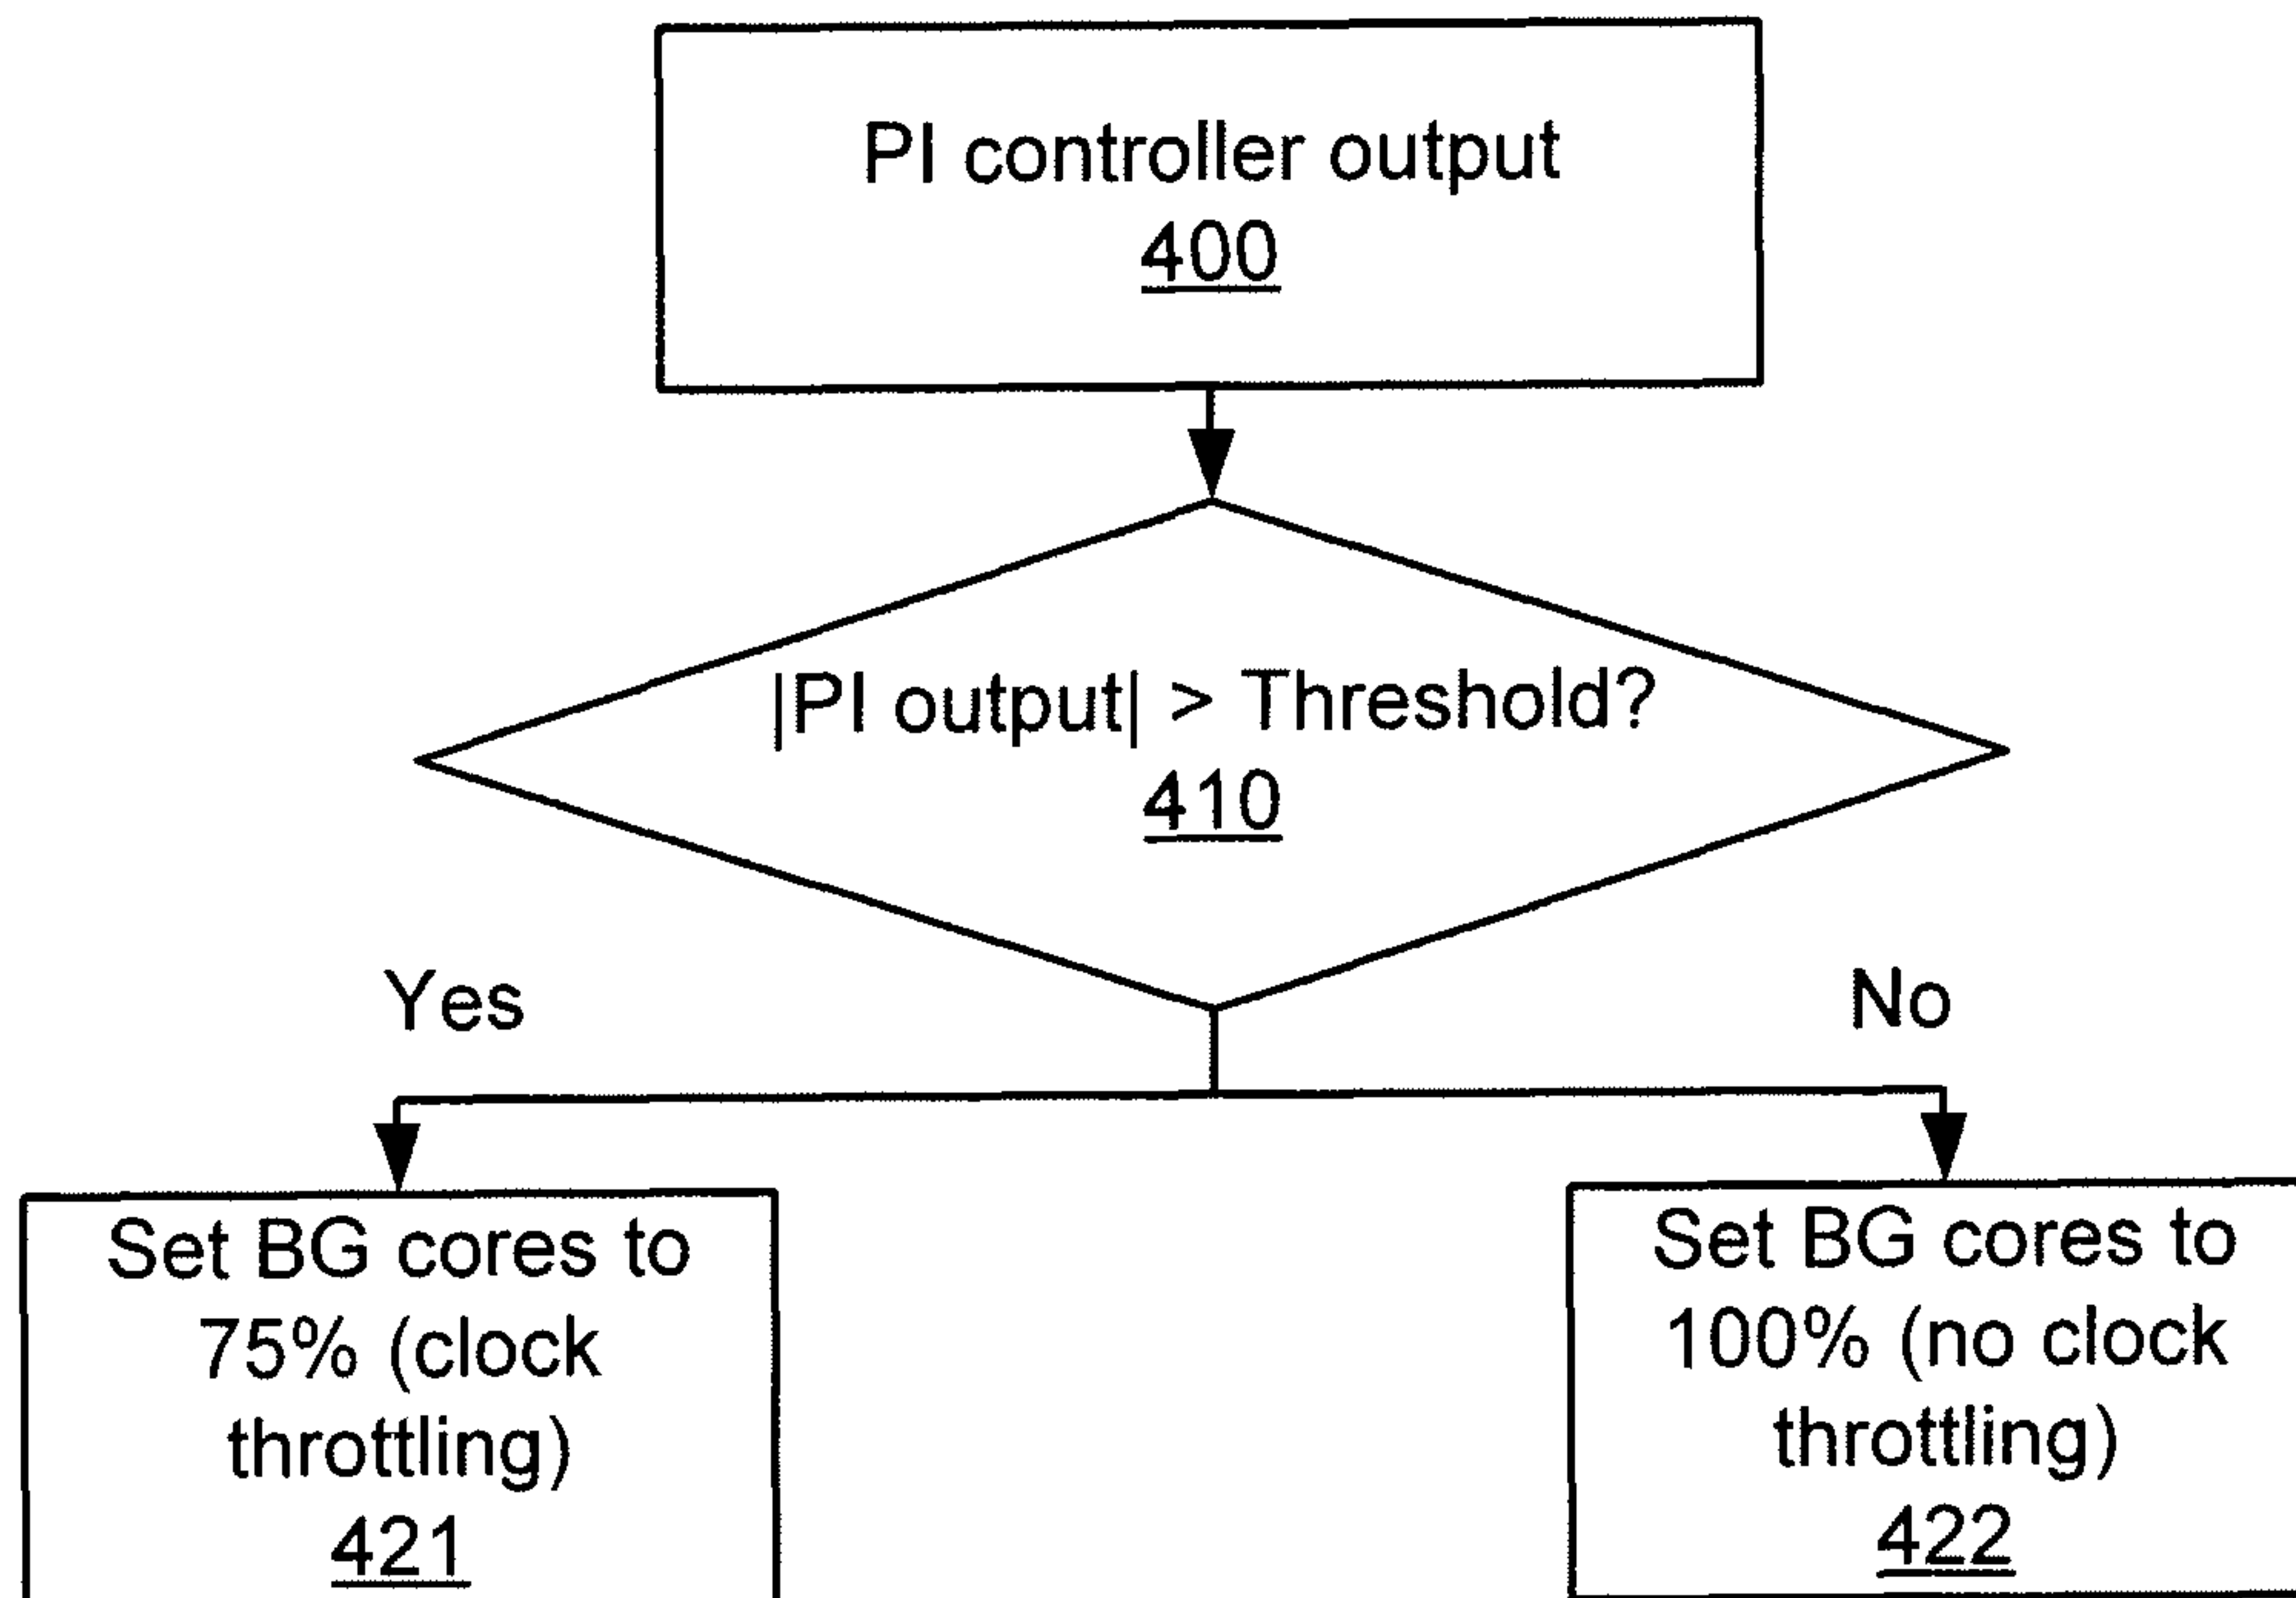 PI controller output
400
|PI output| > Threshold?
410
Yes
No
Set BG cores to
75% (clock
throttling)
421
Set BG cores to
100% (no clock
throttling)
422